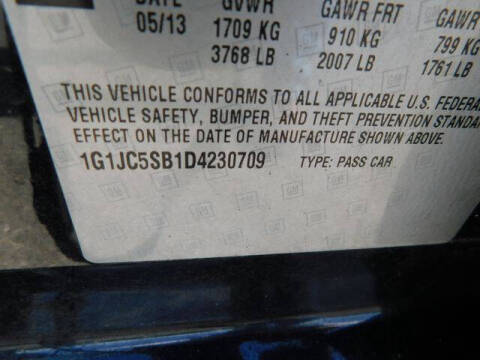 DATE GVWR GAWR FRT GAWR
05/13 1709 KG 910 KG 799 KG
3768 LB 2007 LB 1761 LB
THIS VEHICLE CONFORMS TO ALL APPLICABLE U.S. FEDERA
VEHICLE SAFETY, BUMPER, AND THEFT PREVENTION STANDA
EFFECT ON THE DATE OF MANUFACTURE SHOWN ABOVE.
1G1JC5SB1D4230709 TYPE: PASS CAR